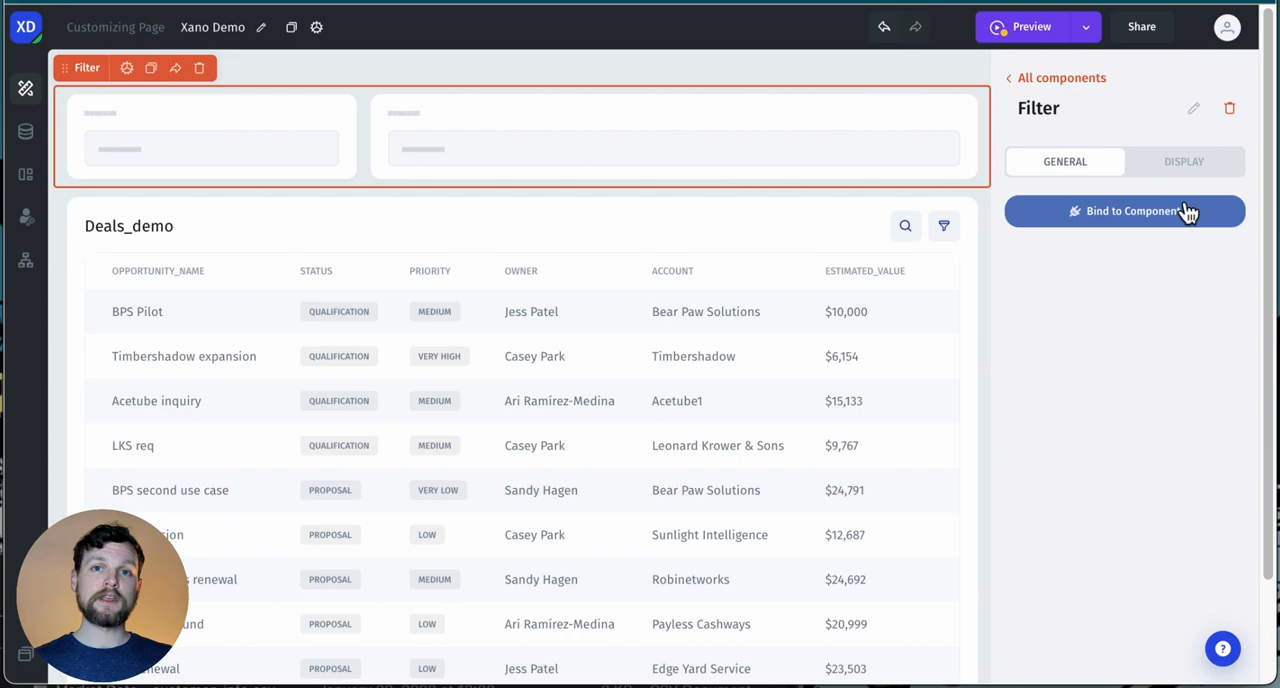 XD Customizing Page Xano Demo Preview Share
Filter
All components
Filter
GENERAL DISPLAY
Bind to Component
Deals_demo
OPPORTUNITY_NAME STATUS PRIORITY OWNER ACCOUNT ESTIMATED_VALUE
BPS Pilot QUALIFICATION MEDIUM Jess Patel Bear Paw Solutions $10,000
Timbershadow expansion QUALIFICATION VERY HIGH Casey Park Timbershadow $6,154
Acetube inquiry QUALIFICATION MEDIUM Ari Ramírez-Medina Acetube1 $15,133
LKS req QUALIFICATION MEDIUM Casey Park Leonard Krower & Sons $9,767
BPS second use case PROPOSAL VERY LOW Sandy Hagen Bear Paw Solutions $24,791
PROPOSAL LOW Casey Park Sunlight Intelligence $12,687
renewal PROPOSAL MEDIUM Sandy Hagen Robinetworks $24,692
PROPOSAL LOW Ari Ramírez-Medina Payless Cashways $20,999
PROPOSAL LOW Jess Patel Edge Yard Service $23,503